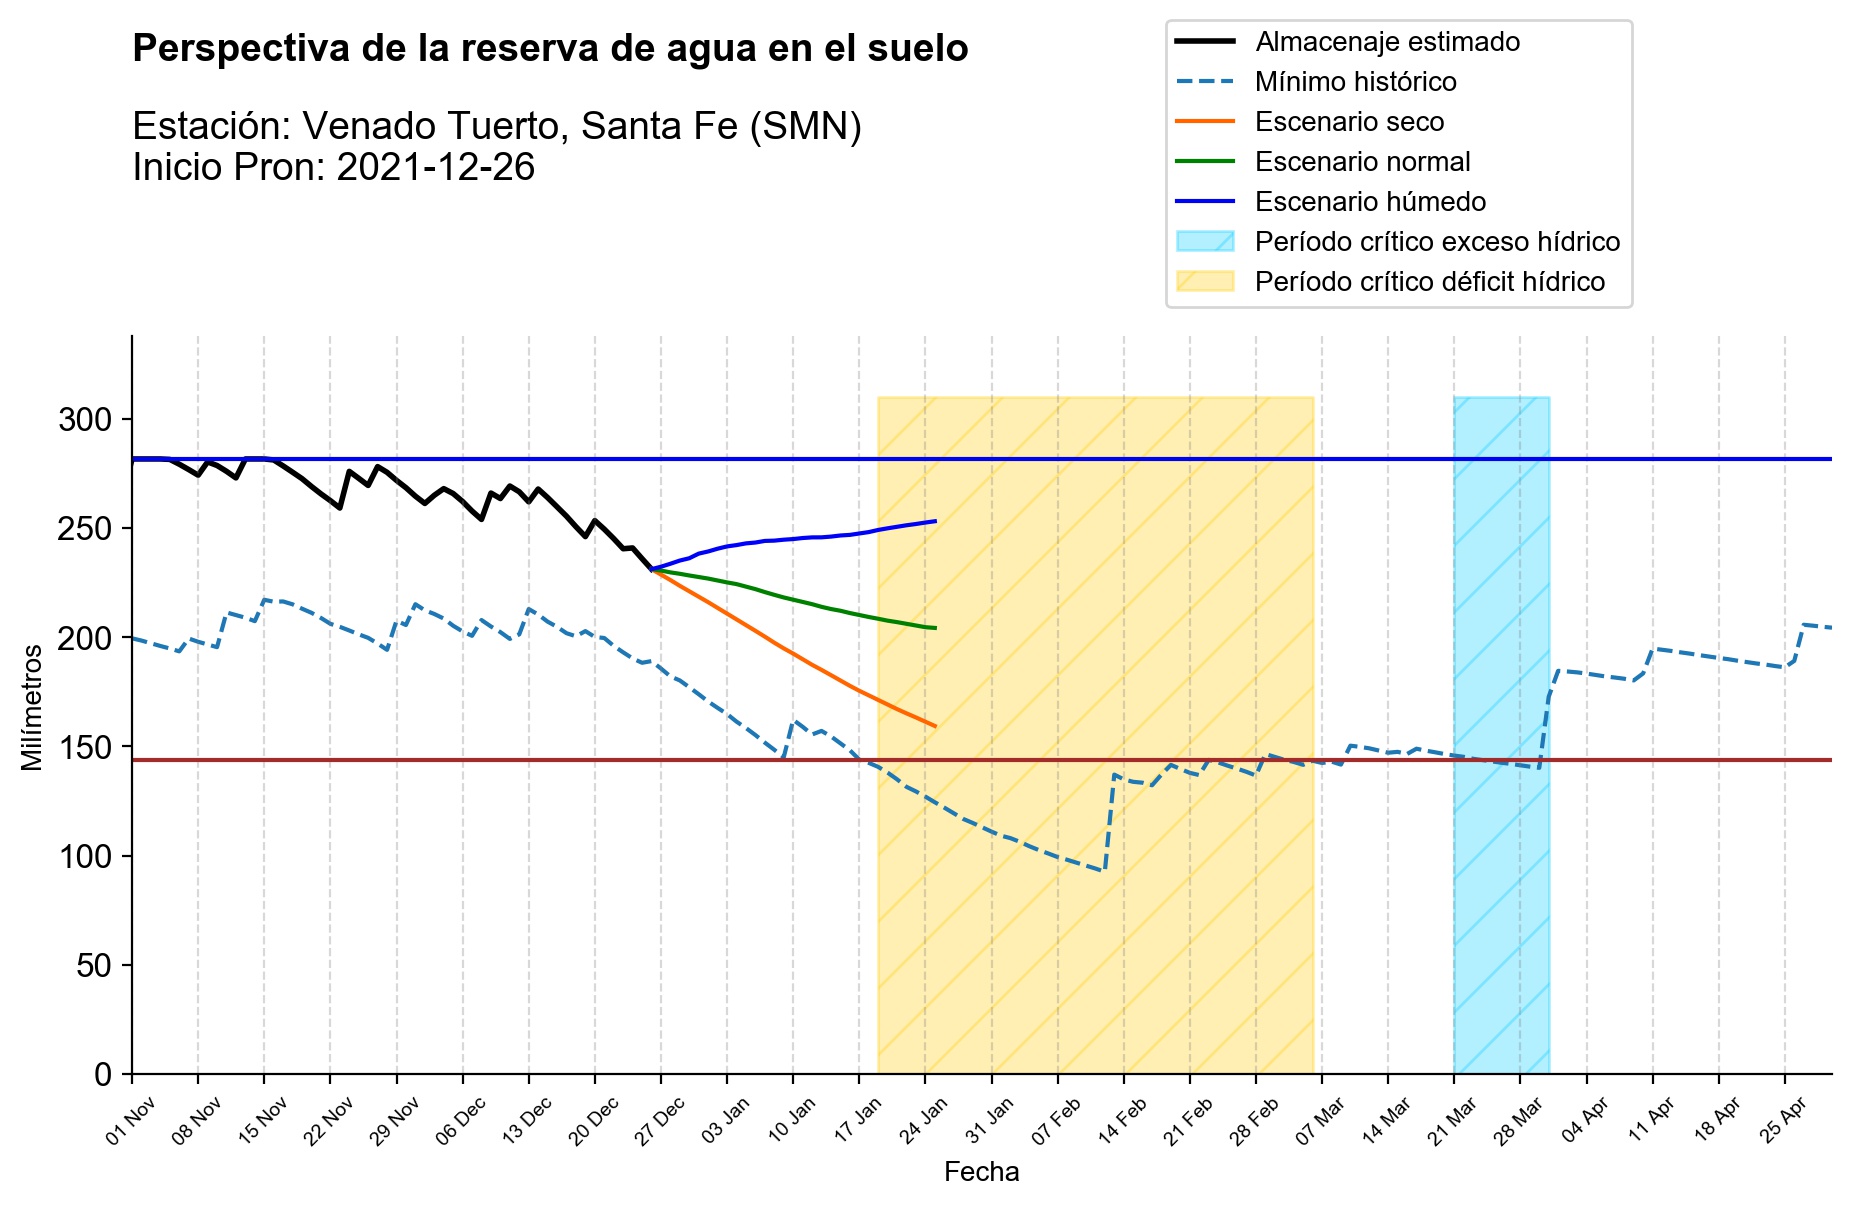 Perspectiva de la reserva de agua en el suelo
Estación: Venado Tuerto, Santa Fe (SMN)
Inicio Pron: 2021-12-26
Almacenaje estimado
Mínimo histórico
Escenario seco
Escenario normal
Escenario húmedo
Período crítico exceso hídrico
Período crítico déficit hídrico
300
250
200
150
100
50
0
Milímetros
01 Nov
08 Nov
15 Nov
22 Nov
29 Nov
06 Dec
13 Dec
20 Dec
27 Dec
03 Jan
10 Jan
17 Jan
24 Jan
31 Jan
07 Feb
14 Feb
21 Feb
28 Feb
07 Mar
14 Mar
21 Mar
28 Mar
04 Apr
11 Apr
18 Apr
25 Apr
Fecha